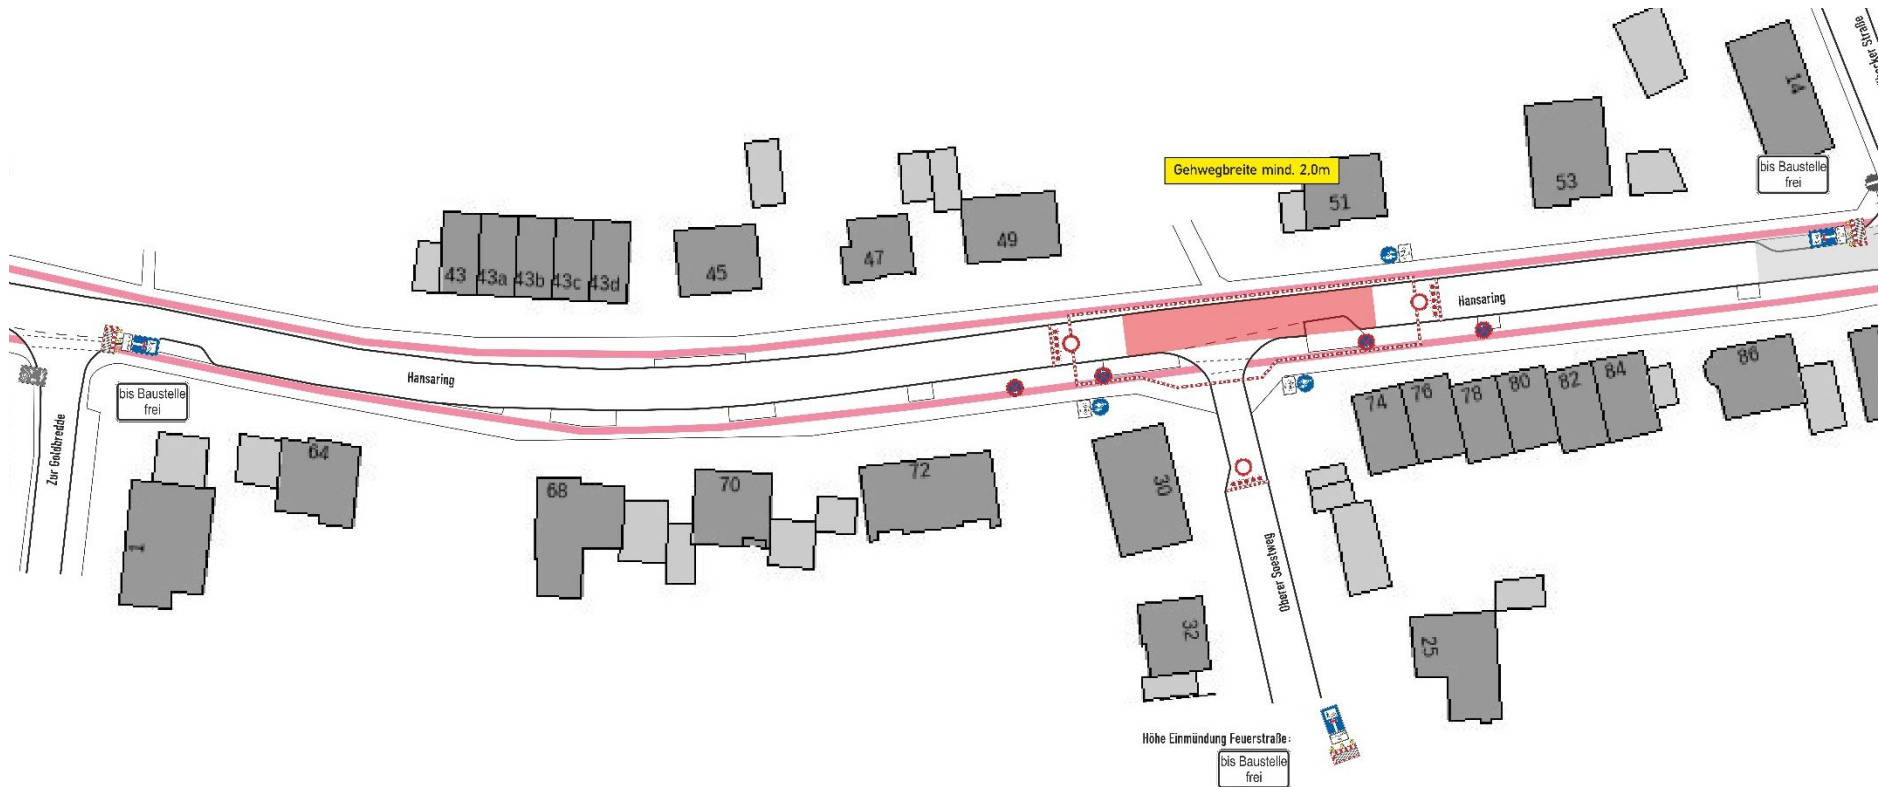 14
bis Baustelle
frei
Gehwegbreite mind. 2,0m
51
53
43
43a
43b
43c
43d
45
47
49
Hansaring
Hansaring
bis Baustelle
frei
Zur Goldbredde
1
64
68
70
72
30
74
76
78
80
82
84
86
Oberer Soestweg
32
25
Höhe Einmündung Feuerstraße:
bis Baustelle
frei